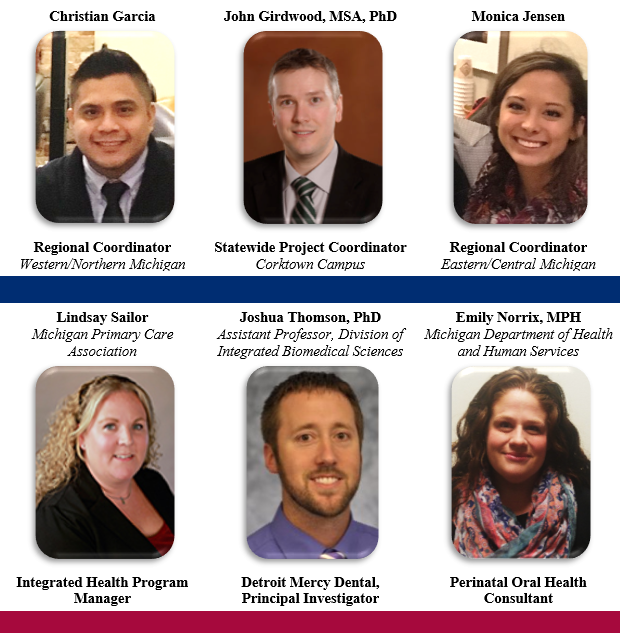 Christian Garcia
John Girdwood, MSA, PhD
Monica Jensen
Regional Coordinator
Western/Northern Michigan
Statewide Project Coordinator
Corktown Campus
Regional Coordinator
Eastern/Central Michigan
Lindsay Sailor
Michigan Primary Care
Association
Joshua Thomson, PhD
Assistant Professor, Division of
Integrated Biomedical Sciences
Emily Norrix, MPH
Michigan Department of Health
and Human Services
Integrated Health Program
Manager
Detroit Mercy Dental,
Principal Investigator
Perinatal Oral Health
Consultant